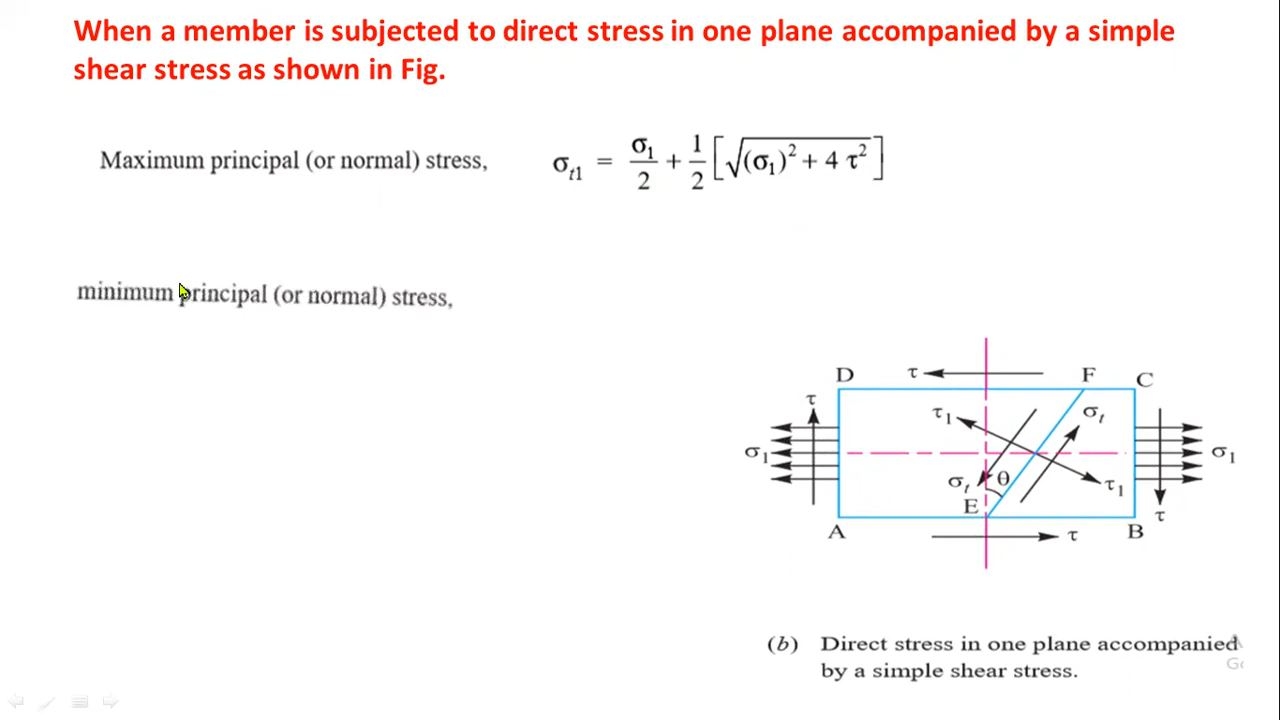 When a member is subjected to direct stress in one plane accompanied by a simple
shear stress as shown in Fig.
Maximum principal (or normal) stress, σt1 = σ1/2 + 1/2 [√(σ1)² + 4 τ²]
minimum principal (or normal) stress,
D τ F C
τ τ1 σt
σ1 σ1
σt θ τ1
E τ
A τ B
(b) Direct stress in one plane accompanied
by a simple shear stress.